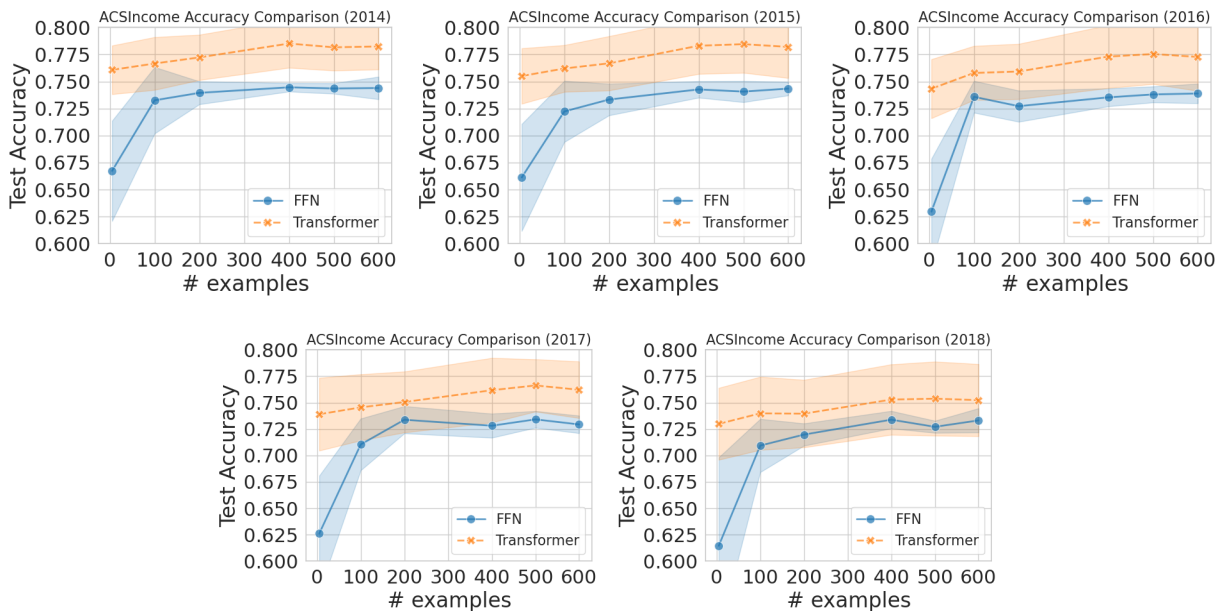 ACSIncome Accuracy Comparison (2014)
0.800
0.775
0.750
0.725
0.700
0.675
0.650
0.625
0.600
Test Accuracy
FFN
Transformer
0 100 200 300 400 500 600
# examples
ACSIncome Accuracy Comparison (2015)
0.800
0.775
0.750
0.725
0.700
0.675
0.650
0.625
0.600
Test Accuracy
FFN
Transformer
0 100 200 300 400 500 600
# examples
ACSIncome Accuracy Comparison (2016)
0.800
0.775
0.750
0.725
0.700
0.675
0.650
0.625
0.600
Test Accuracy
FFN
Transformer
0 100 200 300 400 500 600
# examples
ACSIncome Accuracy Comparison (2017)
0.800
0.775
0.750
0.725
0.700
0.675
0.650
0.625
0.600
Test Accuracy
FFN
Transformer
0 100 200 300 400 500 600
# examples
ACSIncome Accuracy Comparison (2018)
0.800
0.775
0.750
0.725
0.700
0.675
0.650
0.625
0.600
Test Accuracy
FFN
Transformer
0 100 200 300 400 500 600
# examples